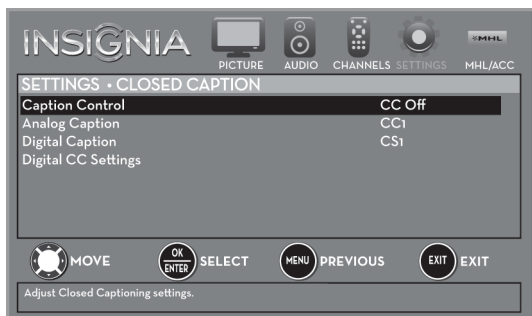 INSIGNIA
PICTURE AUDIO CHANNELS SETTINGS MHL MHL/ACC
SETTINGS • CLOSED CAPTION
Caption Control CC Off
Analog Caption CC1
Digital Caption CS1
Digital CC Settings
MOVE OK ENTER SELECT MENU PREVIOUS EXIT EXIT
Adjust Closed Captioning settings.